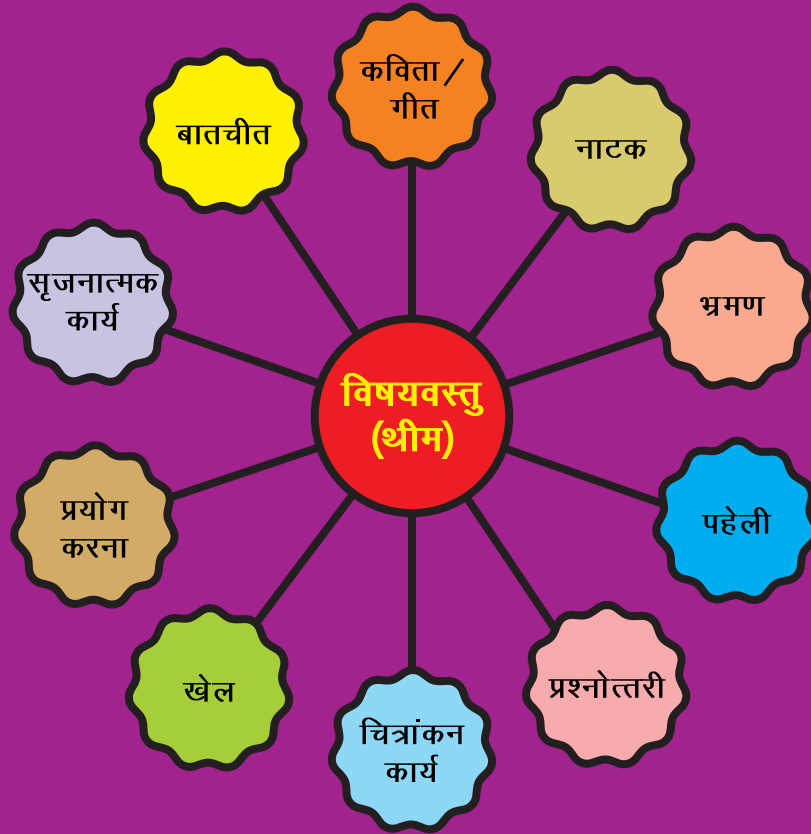 कविता /
गीत
नाटक
भ्रमण
पहेली
प्रश्नोत्तरी
चित्रांकन
कार्य
खेल
प्रयोग
करना
सृजनात्मक
कार्य
बातचीत
विषयवस्तु
(थीम)